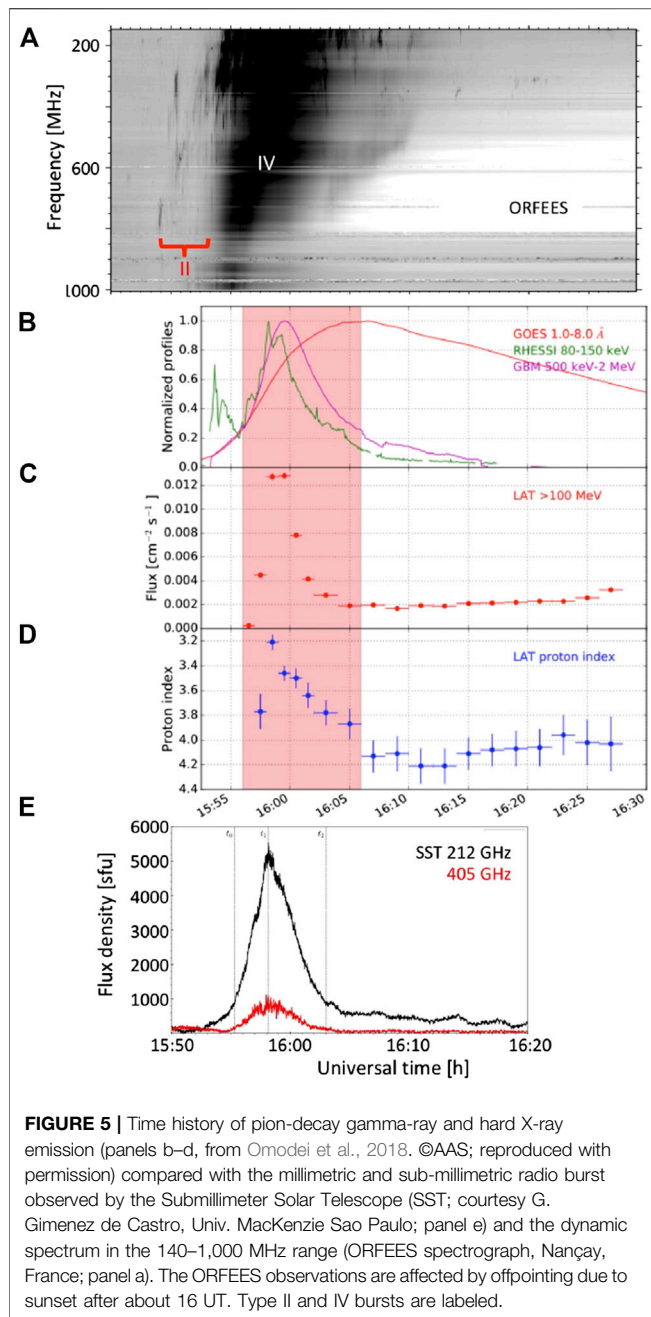 A
200
600
1000
Frequency [MHz]
IV
II
ORFEES
B
1.0
0.8
0.6
0.4
0.2
0.0
Normalized profiles
GOES 1.0-8.0 Å
RHESSI 80-150 keV
GBM 500 keV-2 MeV
C
0.012
0.010
0.008
0.006
0.004
0.002
0.000
Flux [cm⁻² s⁻¹]
LAT >100 MeV
D
3.2
3.4
3.6
3.8
4.0
4.2
4.4
Proton index
LAT proton index
15:55
16:00
16:05
16:10
16:15
16:20
16:25
16:30
E
6000
5000
4000
3000
2000
1000
Flux density [sfu]
t₀
t₁
t₂
SST 212 GHz
405 GHz
15:50
16:00
16:10
16:20
Universal time [h]
FIGURE 5 | Time history of pion-decay gamma-ray and hard X-ray
emission (panels b–d, from Omodei et al., 2018. ©AAS; reproduced with
permission) compared with the millimetric and sub-millimetric radio burst
observed by the Submillimeter Solar Telescope (SST; courtesy G.
Gimenez de Castro, Univ. MacKenzie Sao Paulo; panel e) and the dynamic
spectrum in the 140–1,000 MHz range (ORFEES spectrograph, Nançay,
France; panel a). The ORFEES observations are affected by offpointing due to
sunset after about 16 UT. Type II and IV bursts are labeled.